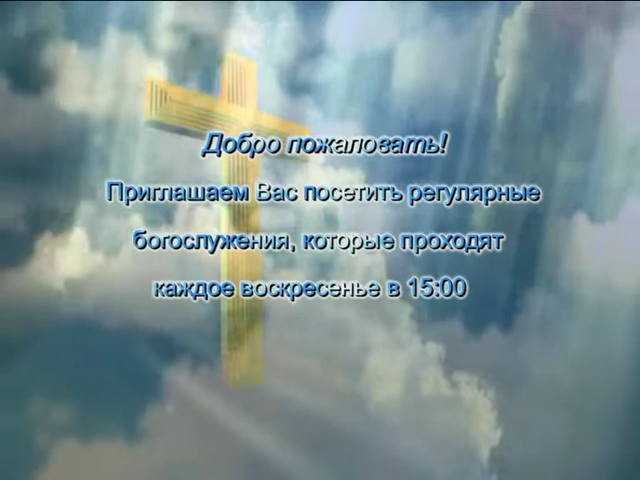 Добро пожаловать!
Приглашаем Вас посетить регулярные
богослужения, которые проходят
каждое воскресенье в 15:00